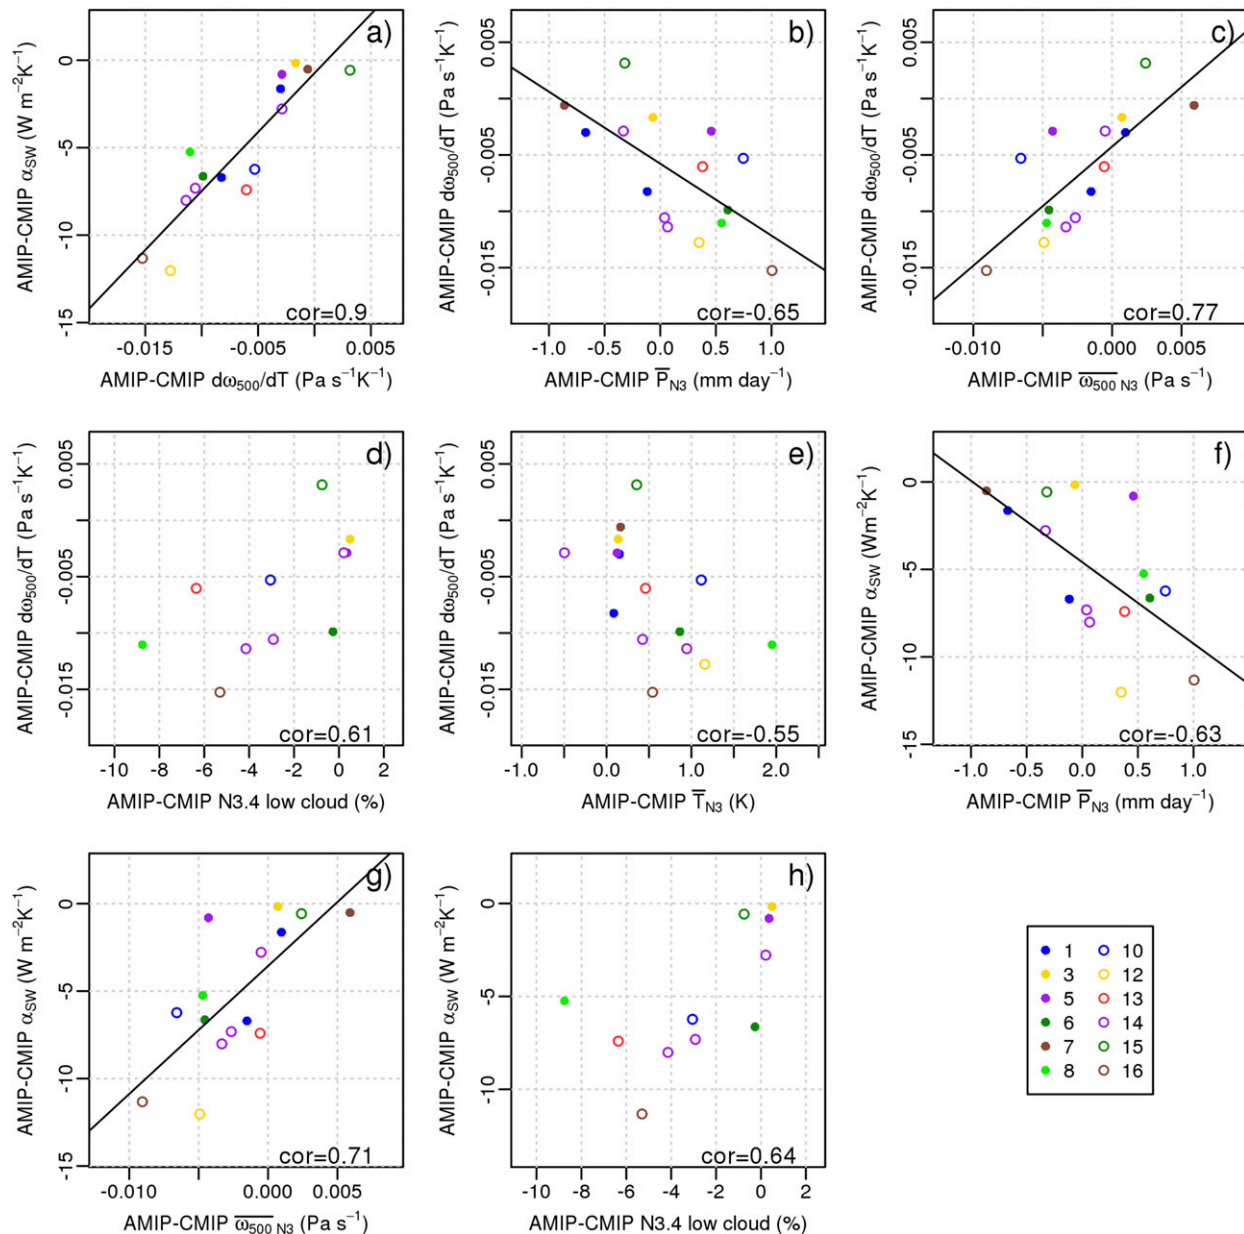 a)
AMIP-CMIP αSW (W m−2K−1)
0
-5
-10
-15
cor=0.9
-0.015 -0.005 0.005
AMIP-CMIP dω500/dT (Pa s−1K−1)
b)
AMIP-CMIP dω500/dT (Pa s−1K−1)
0.005
-0.005
-0.015
cor=-0.65
-1.0 0.0 0.5 1.0
AMIP-CMIP P̅N3 (mm day−1)
c)
AMIP-CMIP dω500/dT (Pa s−1K−1)
0.005
-0.005
-0.015
cor=0.77
-0.010 0.000 0.005
AMIP-CMIP ω500 N3 (Pa s−1)
d)
AMIP-CMIP dω500/dT (Pa s−1K−1)
0.005
-0.005
-0.015
cor=0.61
-10 -8 -6 -4 -2 0 2
AMIP-CMIP N3.4 low cloud (%)
e)
AMIP-CMIP dω500/dT (Pa s−1K−1)
0.005
-0.005
-0.015
cor=-0.55
-1.0 0.0 1.0 2.0
AMIP-CMIP T̅N3 (K)
f)
AMIP-CMIP αSW (Wm−2K−1)
0
-5
-10
-15
cor=-0.63
-1.0 0.0 0.5 1.0
AMIP-CMIP P̅N3 (mm day−1)
g)
AMIP-CMIP αSW (W m−2K−1)
0
-5
-10
-15
cor=0.71
-0.010 0.000 0.005
AMIP-CMIP ω500 N3 (Pa s−1)
h)
AMIP-CMIP αSW (W m−2K−1)
0
-5
-10
cor=0.64
-10 -8 -6 -4 -2 0 2
AMIP-CMIP N3.4 low cloud (%)
1 10
3 12
5 13
6 14
7 15
8 16